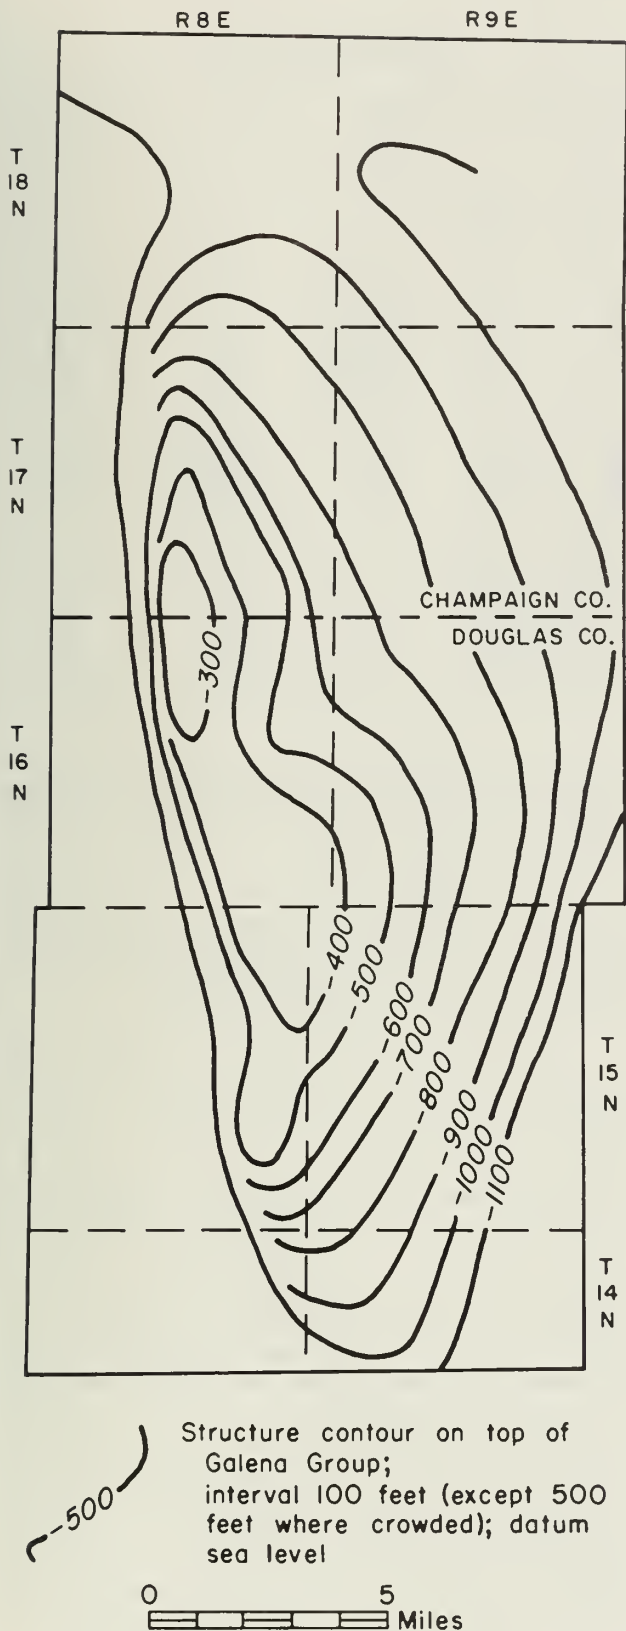 R8E R9E
T
18
N
T
17
N
CHAMPAIGN CO.
DOUGLAS CO.
-300
T
16
N
-400
-500
-600
-700
-800
-900
-1000
-1100
T
15
N
T
14
N
-500
Structure contour on top of
Galena Group;
interval 100 feet (except 500
feet where crowded); datum
sea level
0 5
Miles